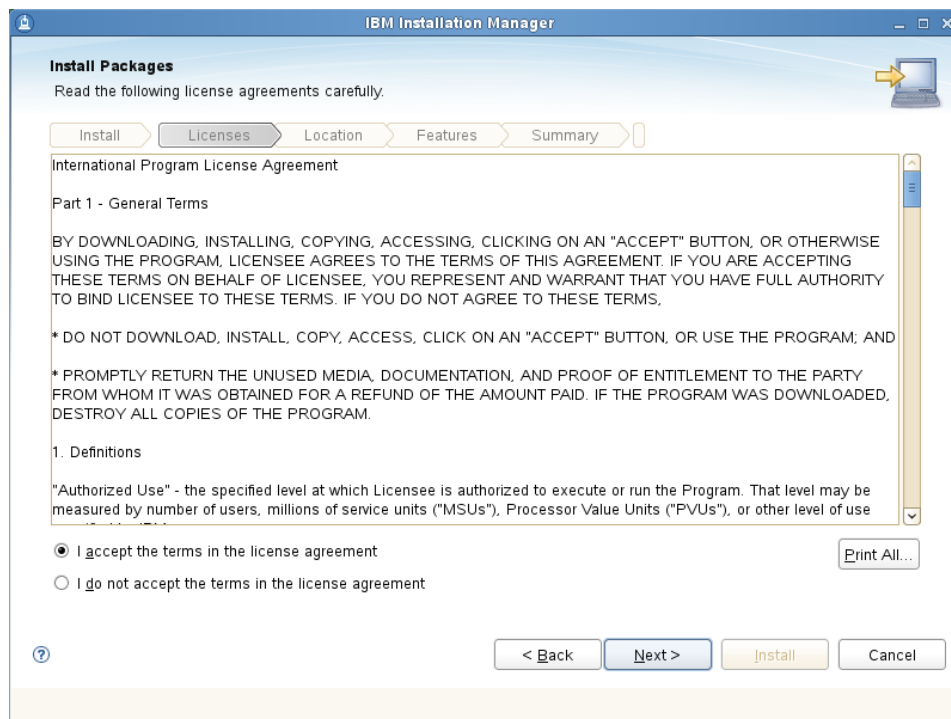 IBM Installation Manager
Install Packages
Read the following license agreements carefully.
Install
Licenses
Location
Features
Summary
International Program License Agreement
Part 1 - General Terms
BY DOWNLOADING, INSTALLING, COPYING, ACCESSING, CLICKING ON AN "ACCEPT" BUTTON, OR OTHERWISE
USING THE PROGRAM, LICENSEE AGREES TO THE TERMS OF THIS AGREEMENT. IF YOU ARE ACCEPTING
THESE TERMS ON BEHALF OF LICENSEE, YOU REPRESENT AND WARRANT THAT YOU HAVE FULL AUTHORITY
TO BIND LICENSEE TO THESE TERMS. IF YOU DO NOT AGREE TO THESE TERMS,
* DO NOT DOWNLOAD, INSTALL, COPY, ACCESS, CLICK ON AN "ACCEPT" BUTTON, OR USE THE PROGRAM; AND
* PROMPTLY RETURN THE UNUSED MEDIA, DOCUMENTATION, AND PROOF OF ENTITLEMENT TO THE PARTY
FROM WHOM IT WAS OBTAINED FOR A REFUND OF THE AMOUNT PAID. IF THE PROGRAM WAS DOWNLOADED,
DESTROY ALL COPIES OF THE PROGRAM.
1. Definitions
"Authorized Use" - the specified level at which Licensee is authorized to execute or run the Program. That level may be
measured by number of users, millions of service units ("MSUs"), Processor Value Units ("PVUs"), or other level of use
I accept the terms in the license agreement
Print All...
I do not accept the terms in the license agreement
?
< Back
Next >
Install
Cancel